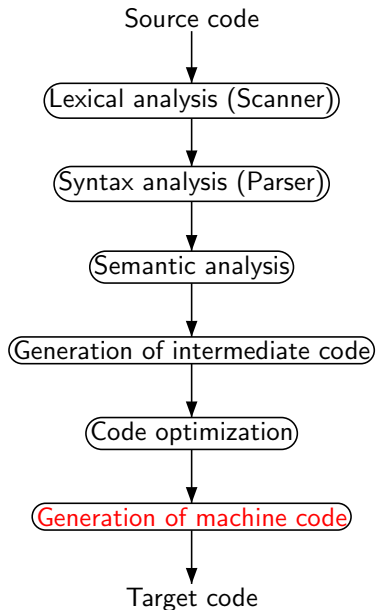 Source code
Lexical analysis (Scanner)
Syntax analysis (Parser)
Semantic analysis
Generation of intermediate code
Code optimization
Generation of machine code
Target code